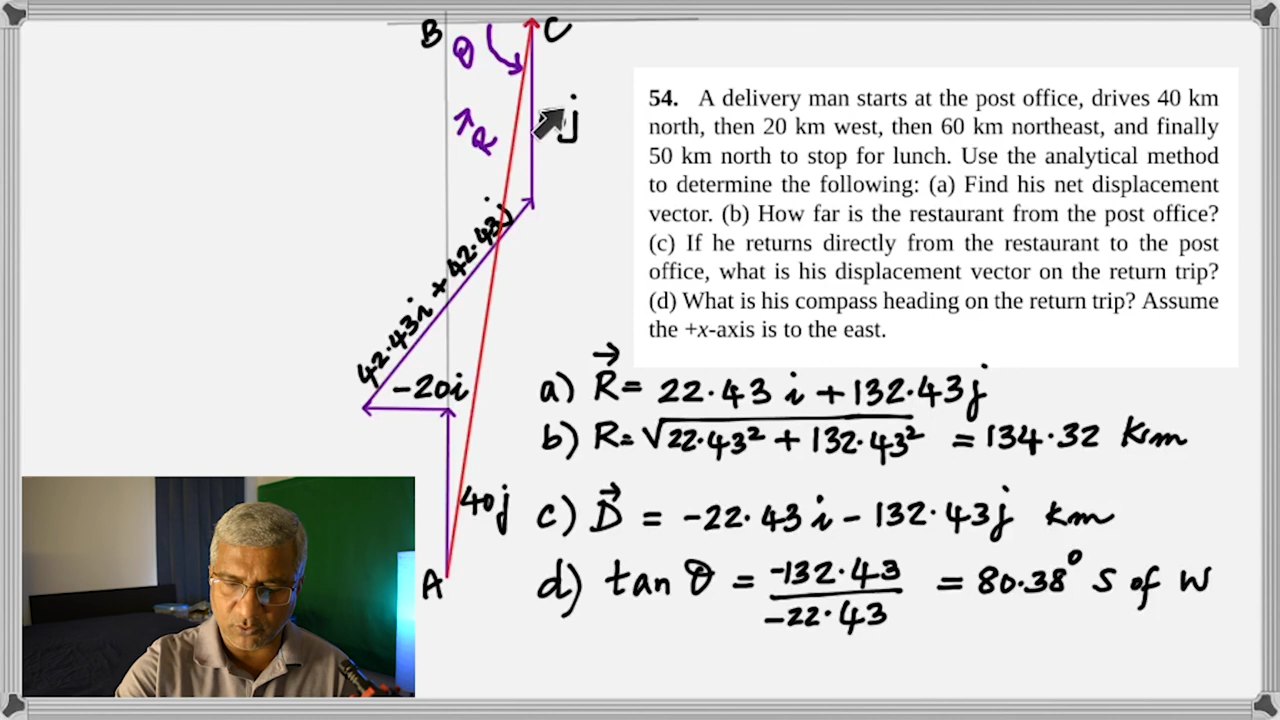 B
C
θ
R
j
42.43i + 42.43j
-20i
40j
A
54. A delivery man starts at the post office, drives 40 km
north, then 20 km west, then 60 km northeast, and finally
50 km north to stop for lunch. Use the analytical method
to determine the following: (a) Find his net displacement
vector. (b) How far is the restaurant from the post office?
(c) If he returns directly from the restaurant to the post
office, what is his displacement vector on the return trip?
(d) What is his compass heading on the return trip? Assume
the +x-axis is to the east.
a) R⃗ = 22.43 i + 132.43j
b) R = √22.43² + 132.43² = 134.32 Km
c) D⃗ = -22.43 i - 132.43j km
d) tan θ = -132.43 / -22.43 = 80.38° S of W